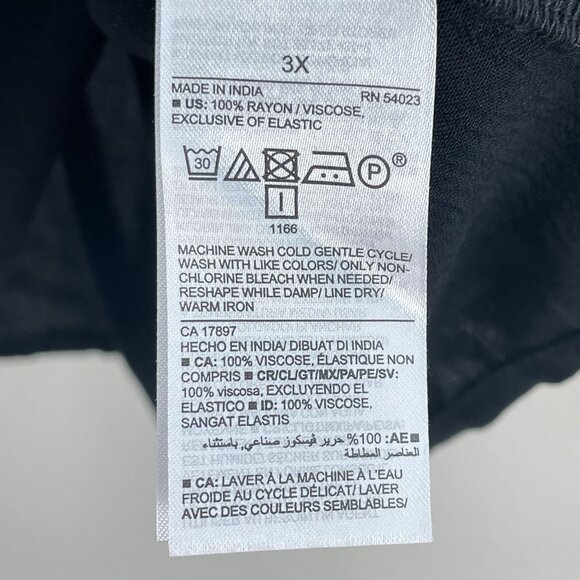 3X
MADE IN INDIA RN 54023
■ US: 100% RAYON / VISCOSE,
EXCLUSIVE OF ELASTIC
30 P ®
1166
MACHINE WASH COLD GENTLE CYCLE/
WASH WITH LIKE COLORS/ ONLY NON-
CHLORINE BLEACH WHEN NEEDED/
RESHAPE WHILE DAMP/ LINE DRY/
WARM IRON
CA 17897
HECHO EN INDIA/ DIBUAT DI INDIA
■ CA: 100% VISCOSE, ÉLASTIQUE NON
COMPRIS ■ CR/CL/GT/MX/PA/PE/SV:
100% viscosa, EXCLUYENDO EL
ELASTICO ■ ID: 100% VISCOSE,
SANGAT ELASTIS
■ AE: 100% حرير ڤيسكوز صناعي, باستثناء
العناصر المطاطة
■ CA: LAVER À LA MACHINE À L'EAU
FROIDE AU CYCLE DÉLICAT/ LAVER
AVEC DES COULEURS SEMBLABLES/